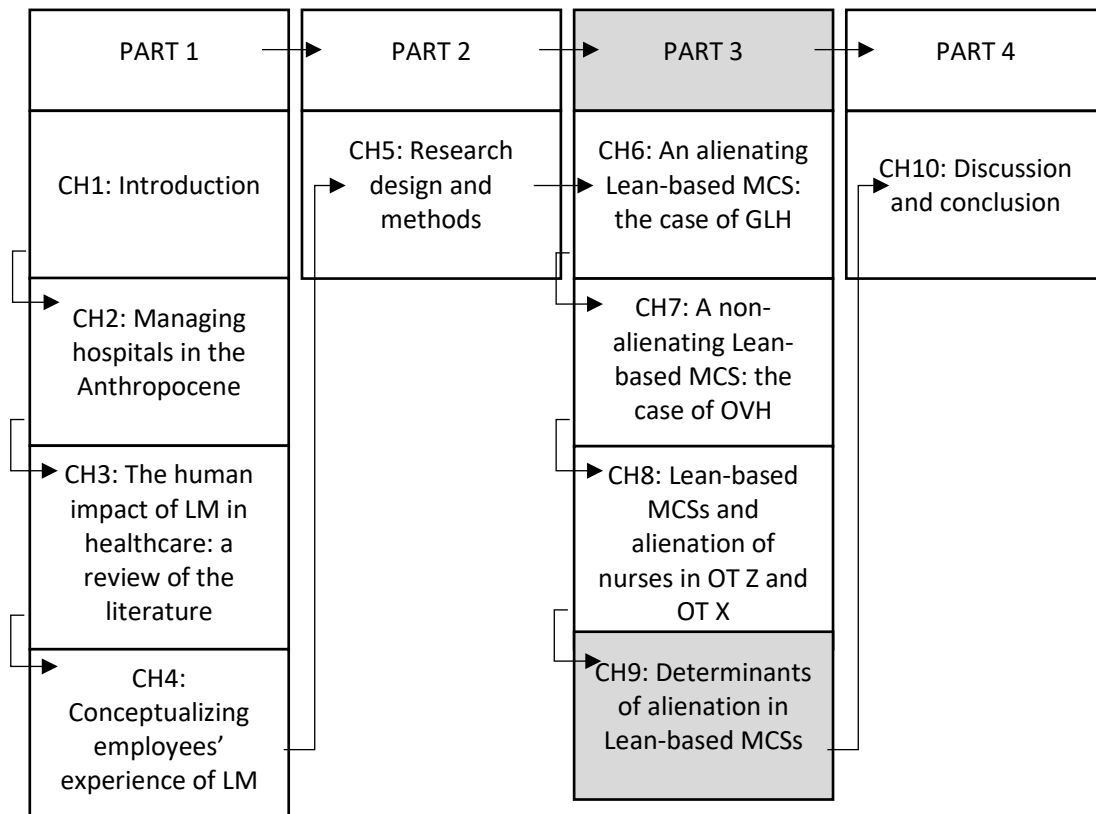 PART 1
PART 2
PART 3
PART 4
CH1: Introduction
CH2: Managing
hospitals in the
Anthropocene
CH3: The human
impact of LM in
healthcare: a
review of the
literature
CH4:
Conceptualizing
employees’
experience of LM
CH5: Research
design and
methods
CH6: An alienating
Lean-based MCS:
the case of GLH
CH7: A non-
alienating Lean-
based MCS: the
case of OVH
CH8: Lean-based
MCSs and
alienation of
nurses in OT Z and
OT X
CH9: Determinants
of alienation in
Lean-based MCSs
CH10: Discussion
and conclusion